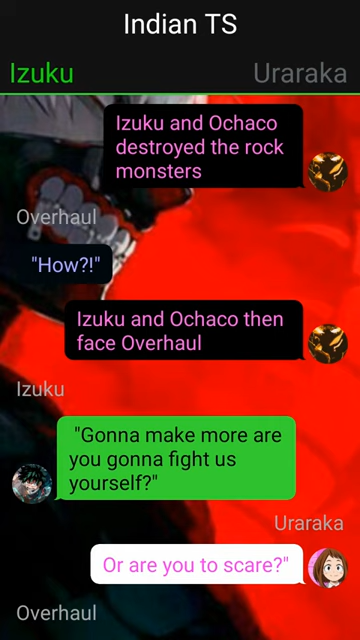 Indian TS
Izuku
Uraraka
Izuku and Ochaco
destroyed the rock
monsters
Overhaul
"How?!"
Izuku and Ochaco then
face Overhaul
Izuku
"Gonna make more are
you gonna fight us
yourself?"
Uraraka
Or are you to scare?"
Overhaul